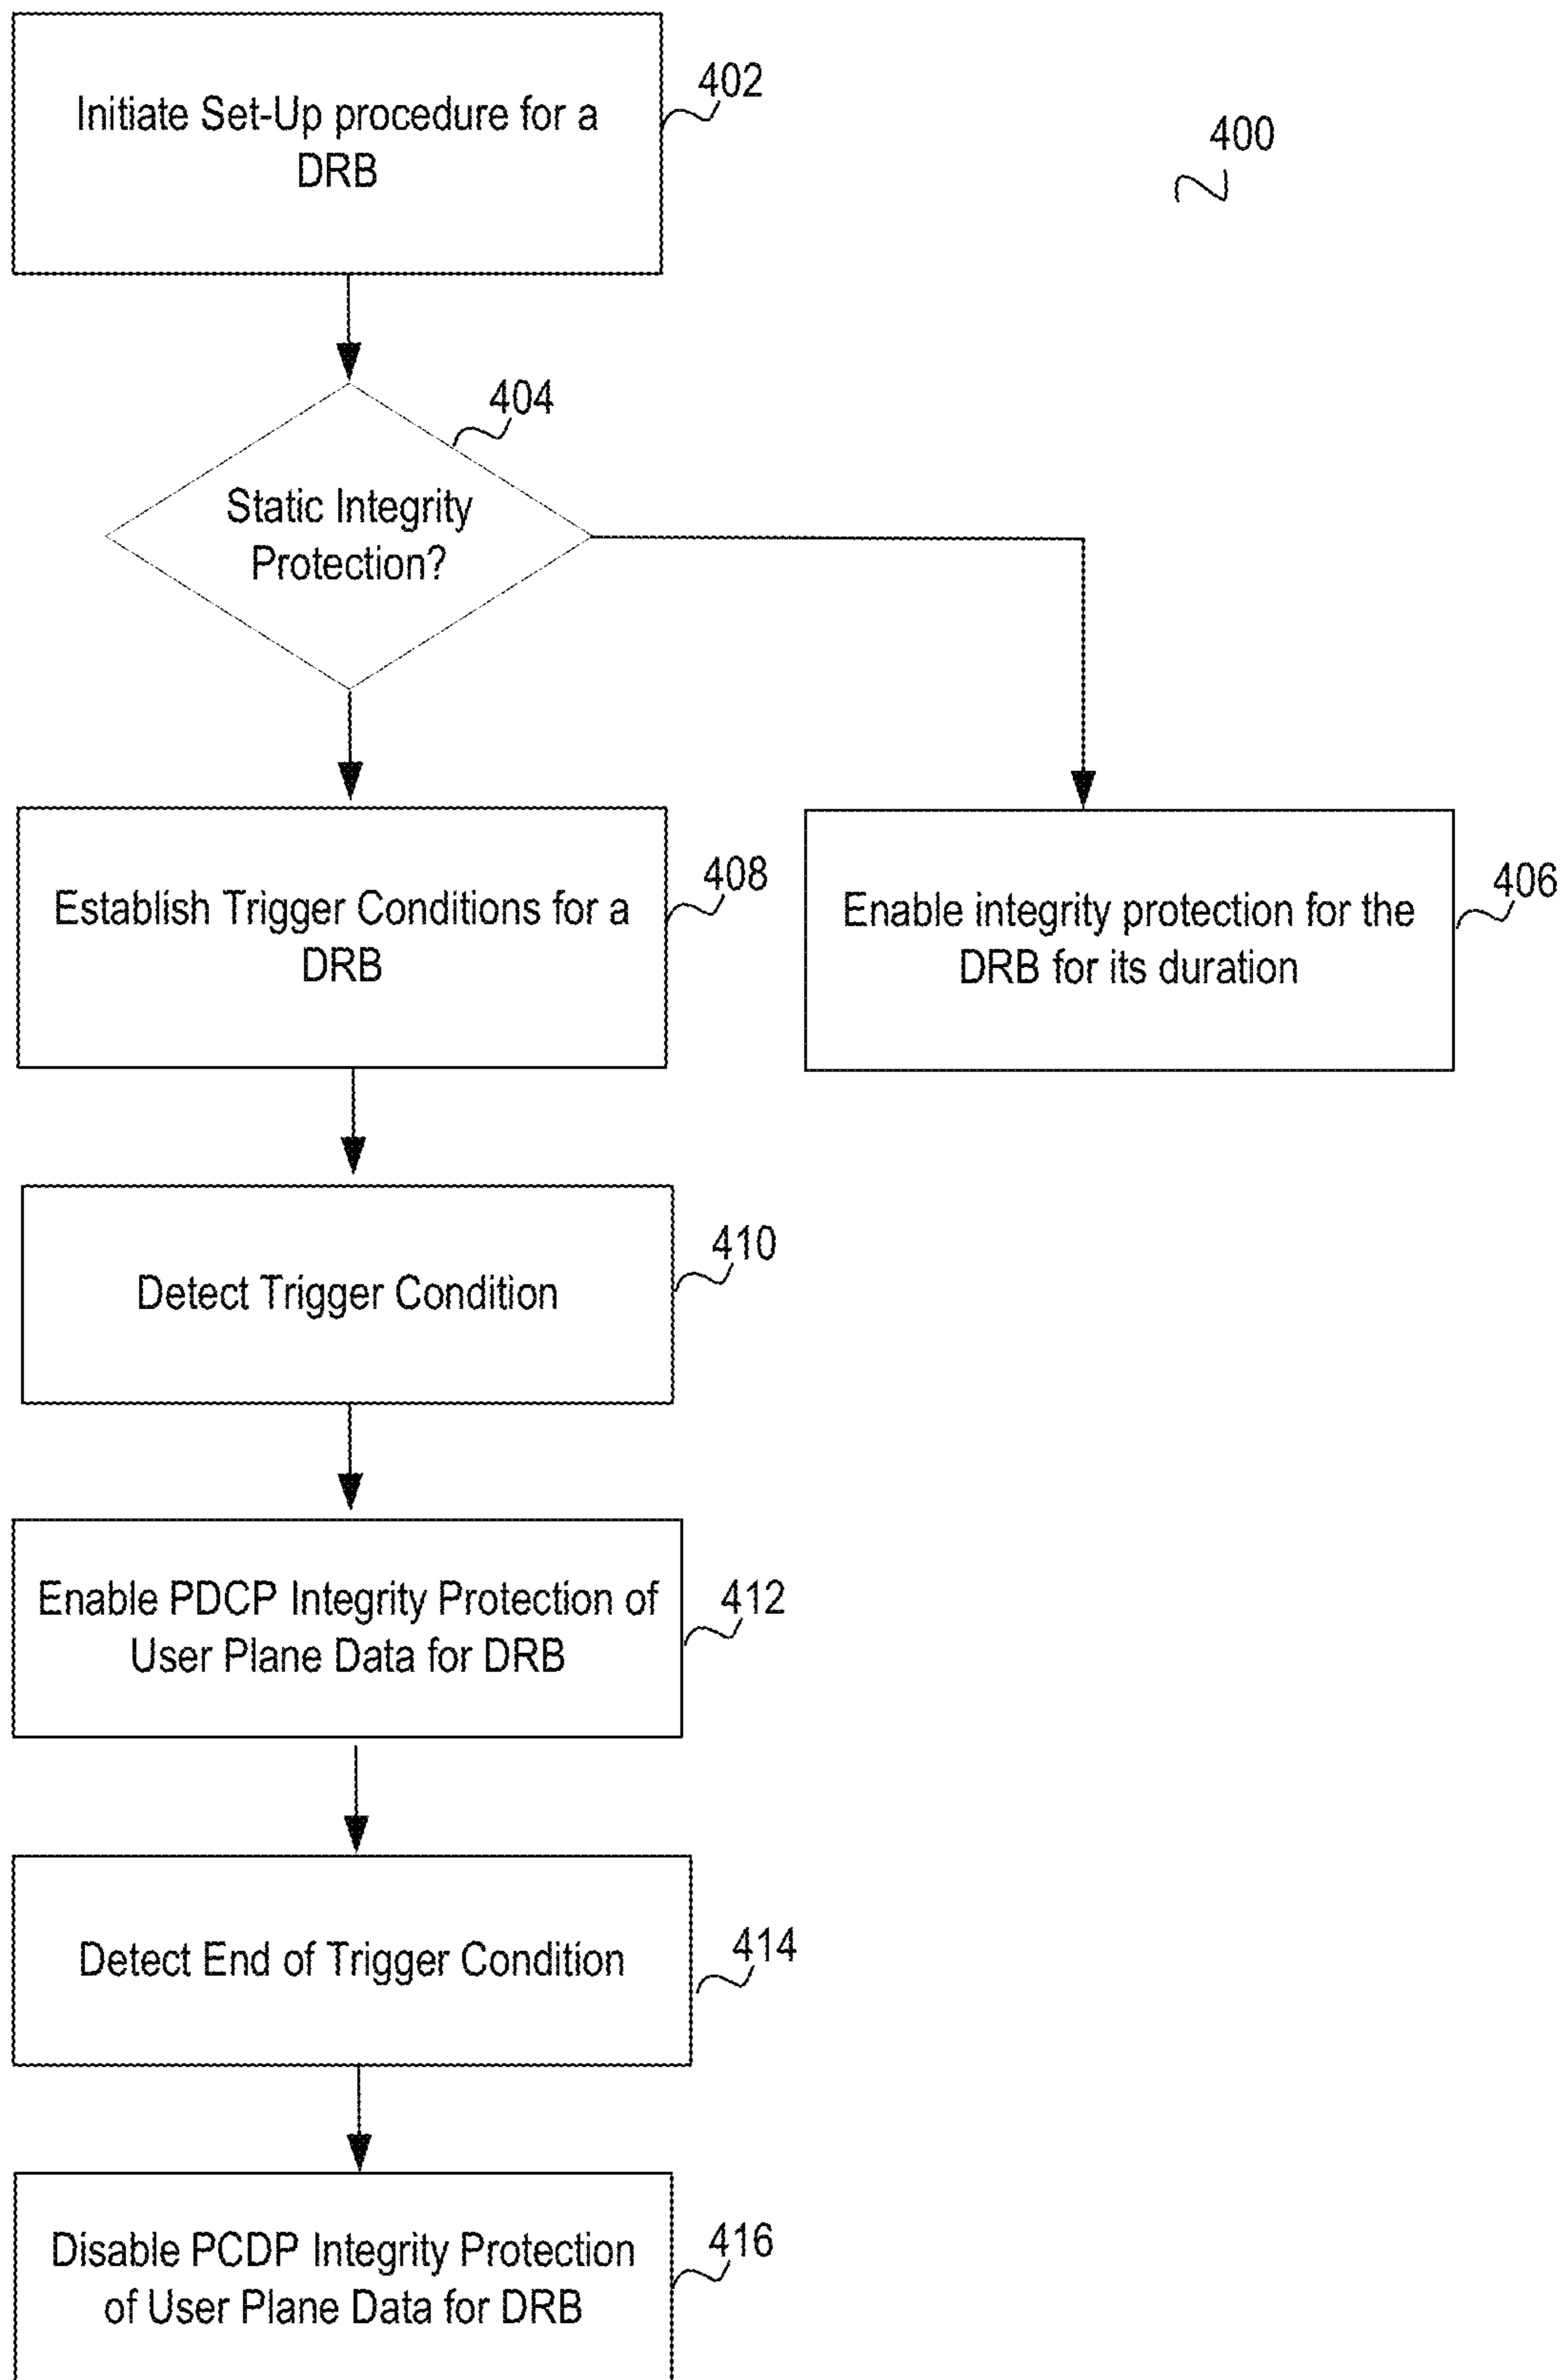 402
Initiate Set-Up procedure for a
DRB
400
404
Static Integrity
Protection?
408
Establish Trigger Conditions for a
DRB
406
Enable integrity protection for the
DRB for its duration
410
Detect Trigger Condition
412
Enable PDCP Integrity Protection of
User Plane Data for DRB
414
Detect End of Trigger Condition
416
Disable PCDP Integrity Protection
of User Plane Data for DRB